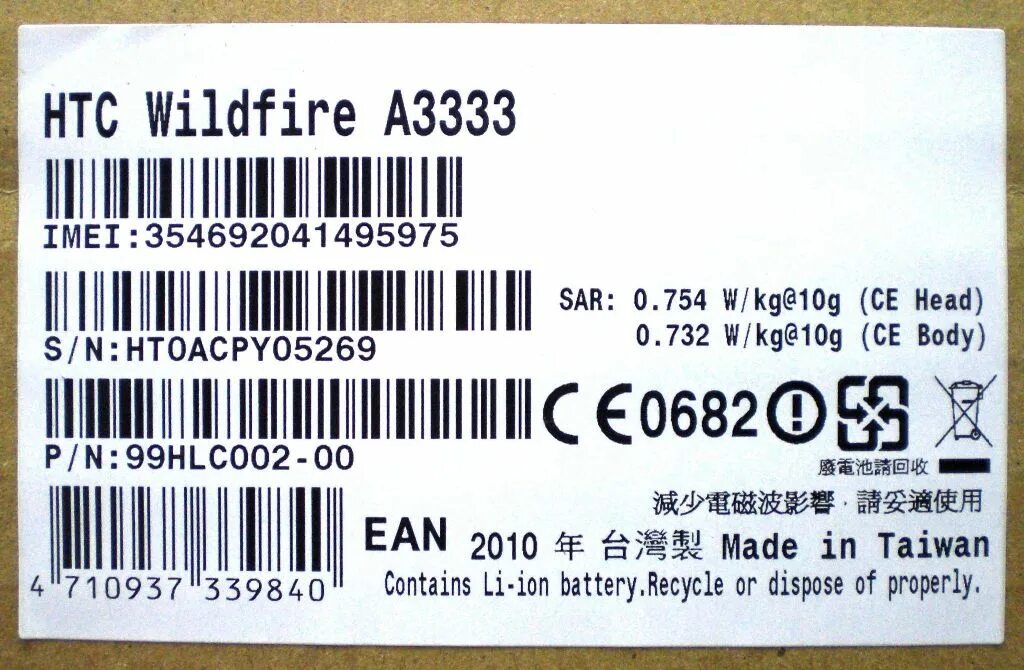 HTC Wildfire A3333
IMEI:354692041495975
S/N:HT0ACPY05269
SAR: 0.754 W/kg@10g (CE Head)
0.732 W/kg@10g (CE Body)
P/N:99HLC002-00
CE0682
廢電池請回收
減少電磁波影響．請妥適使用
EAN
2010 年 台灣製 Made in Taiwan
Contains Li-ion battery.Recycle or dispose of properly.
4 710937 339840